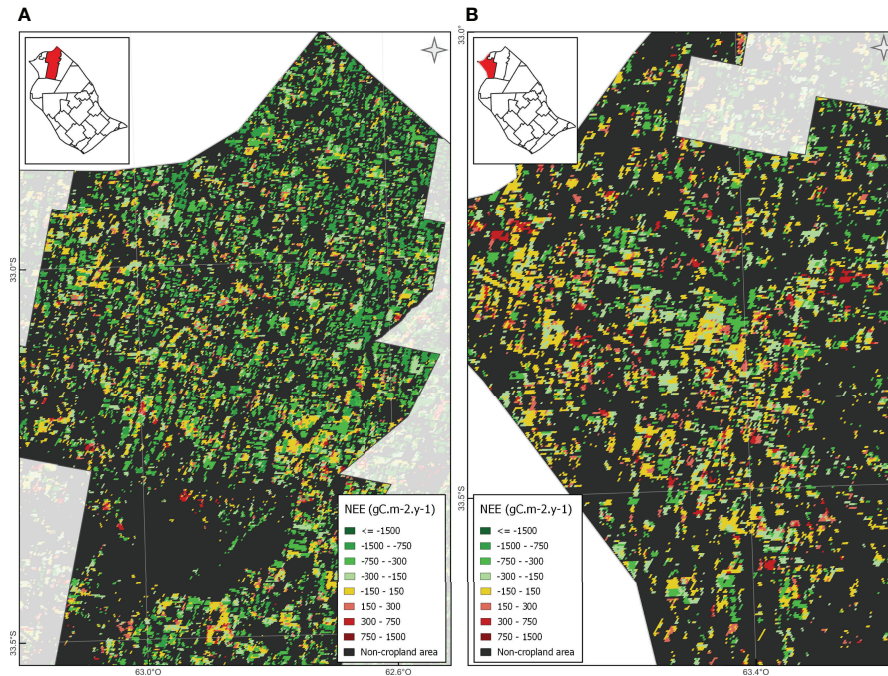 A
B
33.0°
33.0°S
33.5°S
33.5°S
NEE (gC.m-2.y-1)
<= -1500
-1500 - -750
-750 - -300
-300 - -150
-150 - 150
150 - 300
300 - 750
750 - 1500
Non-cropland area
NEE (gC.m-2.y-1)
<= -1500
-1500 - -750
-750 - -300
-300 - -150
-150 - 150
150 - 300
300 - 750
750 - 1500
Non-cropland area
63.0°O
62.6°O
63.4°O